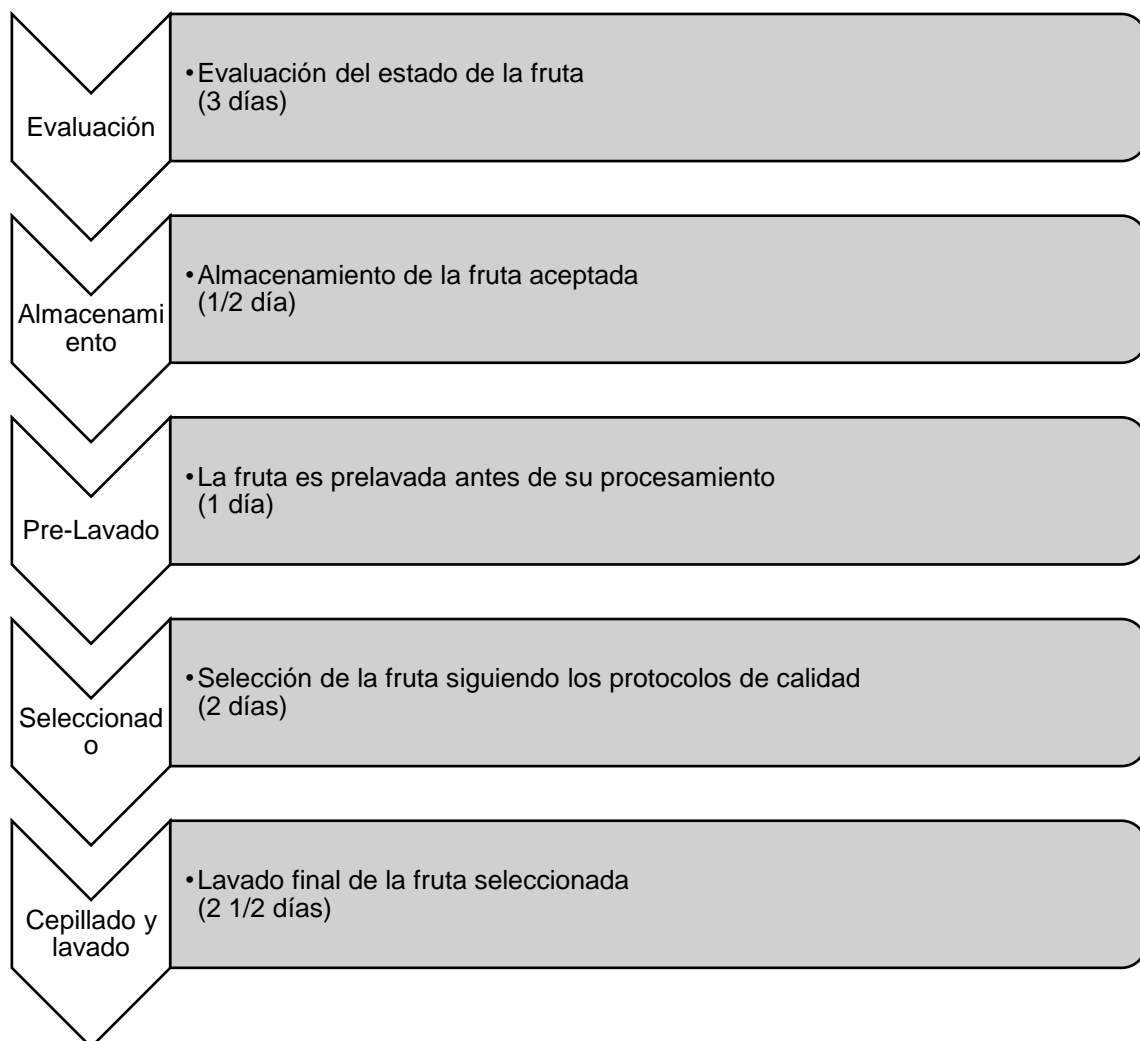 Evaluación
•Evaluación del estado de la fruta
(3 días)
Almacenami
ento
•Almacenamiento de la fruta aceptada
(1/2 día)
Pre-Lavado
•La fruta es prelavada antes de su procesamiento
(1 día)
Seleccionad
o
•Selección de la fruta siguiendo los protocolos de calidad
(2 días)
Cepillado y
lavado
•Lavado final de la fruta seleccionada
(2 1/2 días)